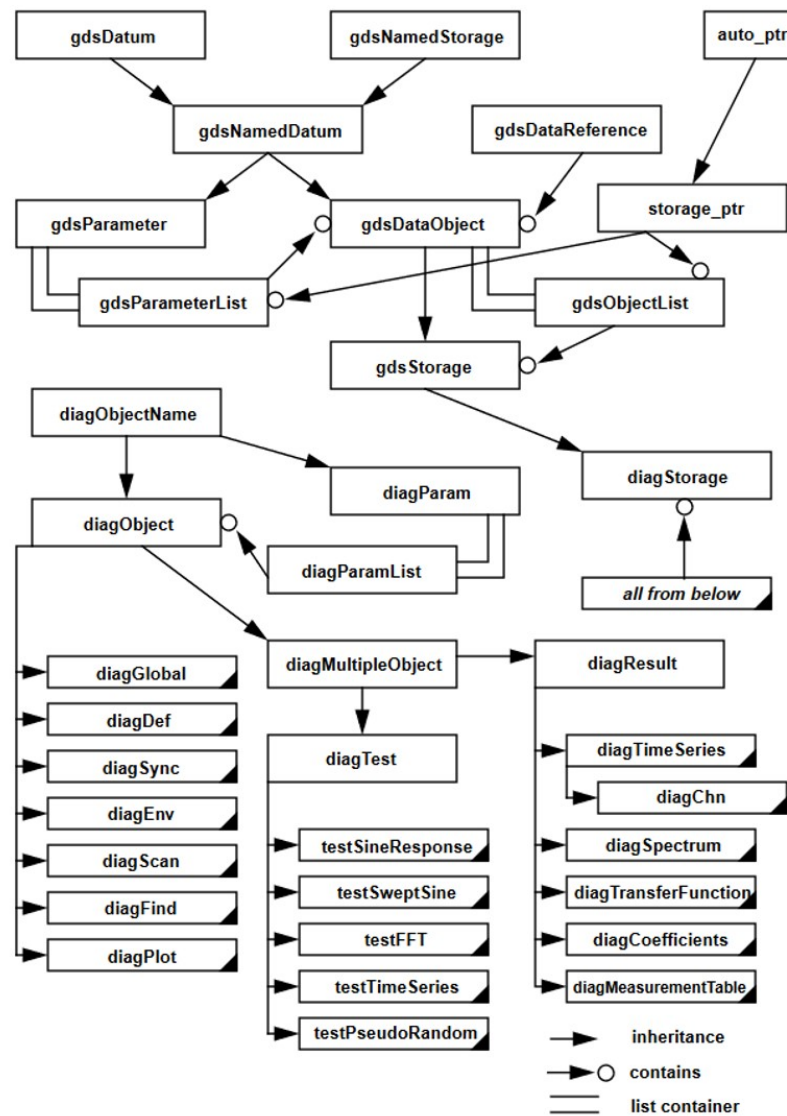 gdsDatum
gdsNamedStorage
auto_ptr
gdsNamedDatum
gdsDataReference
gdsParameter
gdsDataObject
storage_ptr
gdsParameterList
gdsObjectList
gdsStorage
diagObjectName
diagStorage
diagParam
diagObject
diagParamList
all from below
diagMultipleObject
diagResult
diagGlobal
diagDef
diagSync
diagEnv
diagScan
diagFind
diagPlot
diagTest
testSineResponse
testSweptSine
testFFT
testTimeSeries
testPseudoRandom
diagTimeSeries
diagChn
diagSpectrum
diagTransferFunction
diagCoefficients
diagMeasurementTable
inheritance
contains
list container